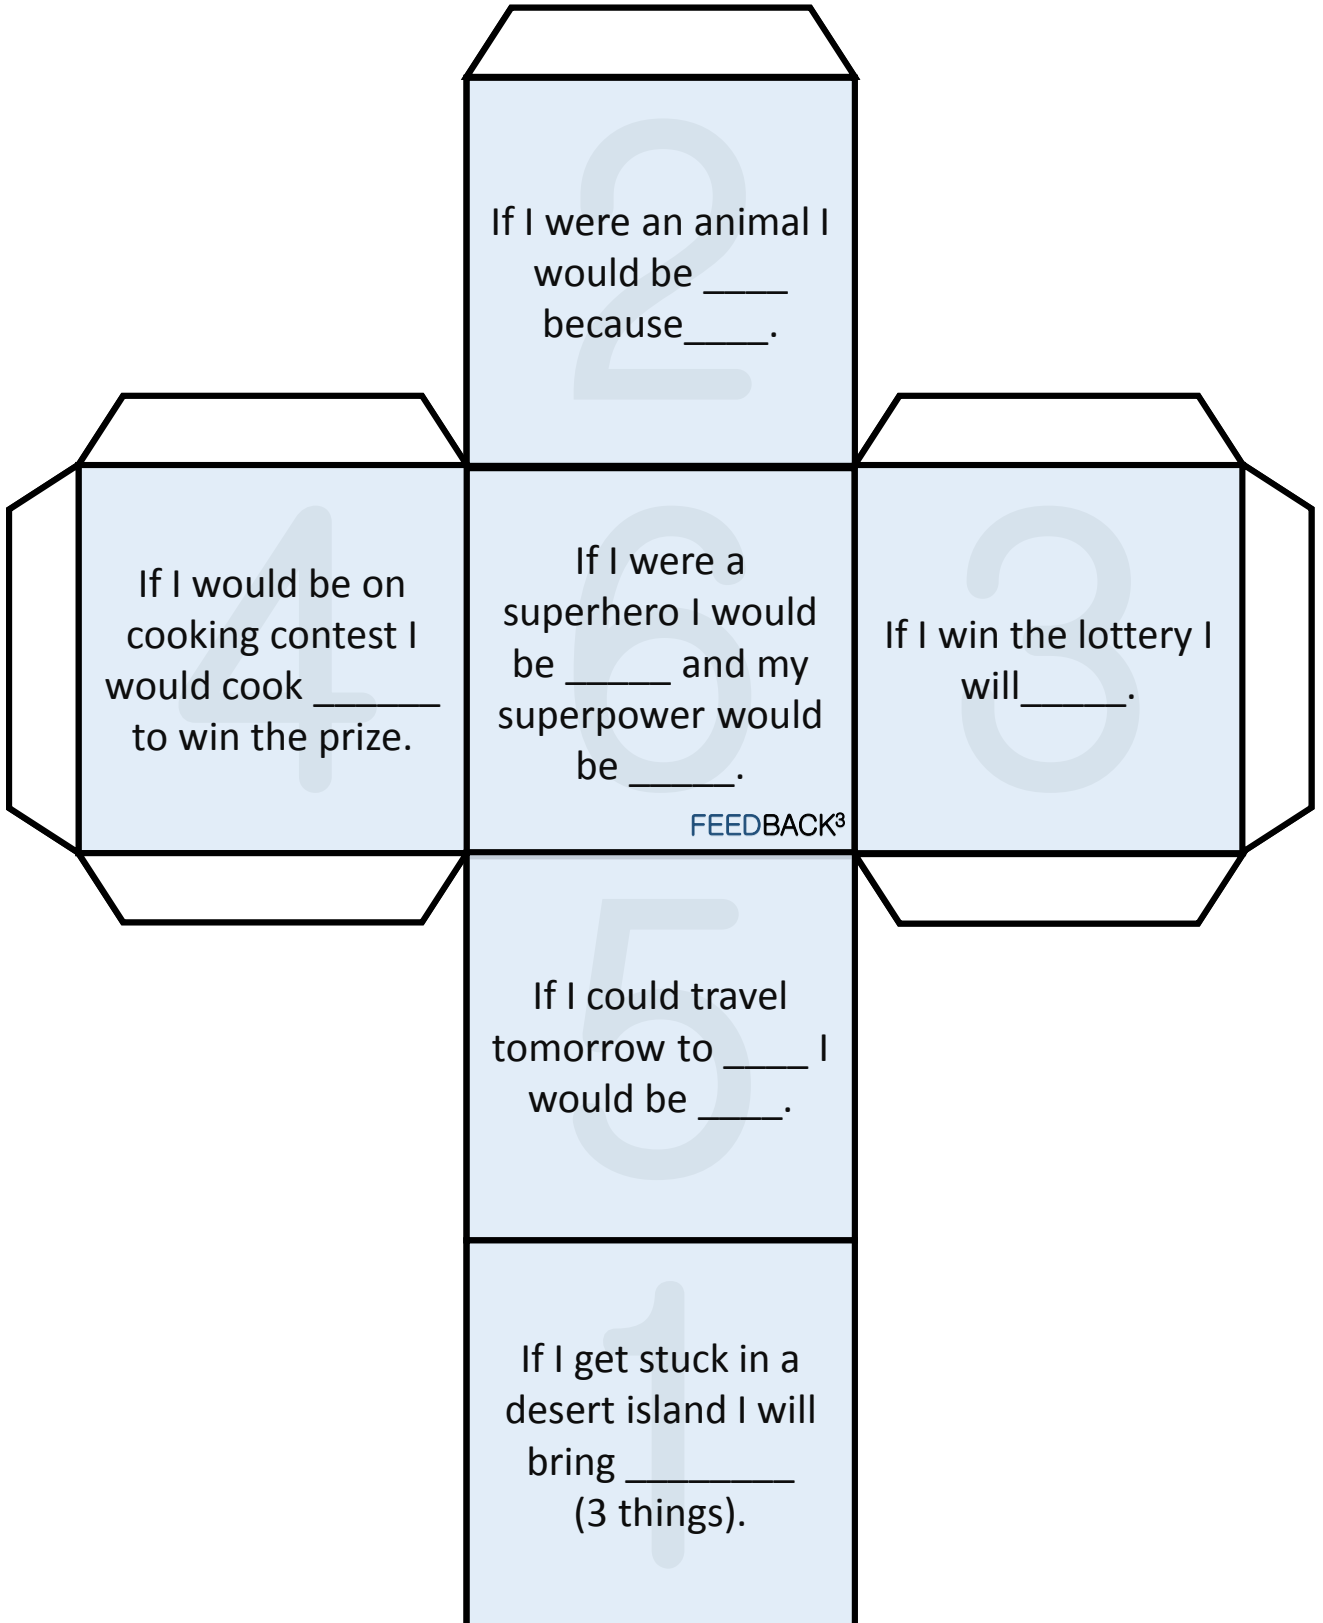 2
If I were an animal I
would be ____
because____.
4
If I would be on
cooking contest I
would cook ______
to win the prize.
6
If I were a
superhero I would
be _____ and my
superpower would
be _____.
FEEDBACK³
3
If I win the lottery I
will_____.
5
If I could travel
tomorrow to ____ I
would be ____.
1
If I get stuck in a
desert island I will
bring ________
(3 things).